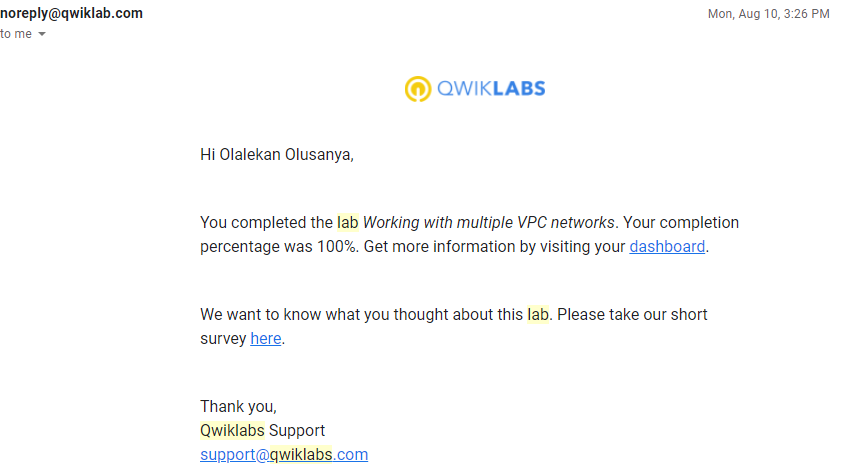 noreply@qwiklab.com
Mon, Aug 10, 3:26 PM
to me
QWIKLABS
Hi Olalekan Olusanya,
You completed the lab Working with multiple VPC networks. Your completion
percentage was 100%. Get more information by visiting your dashboard.
We want to know what you thought about this lab. Please take our short
survey here.
Thank you,
Qwiklabs Support
support@qwiklabs.com